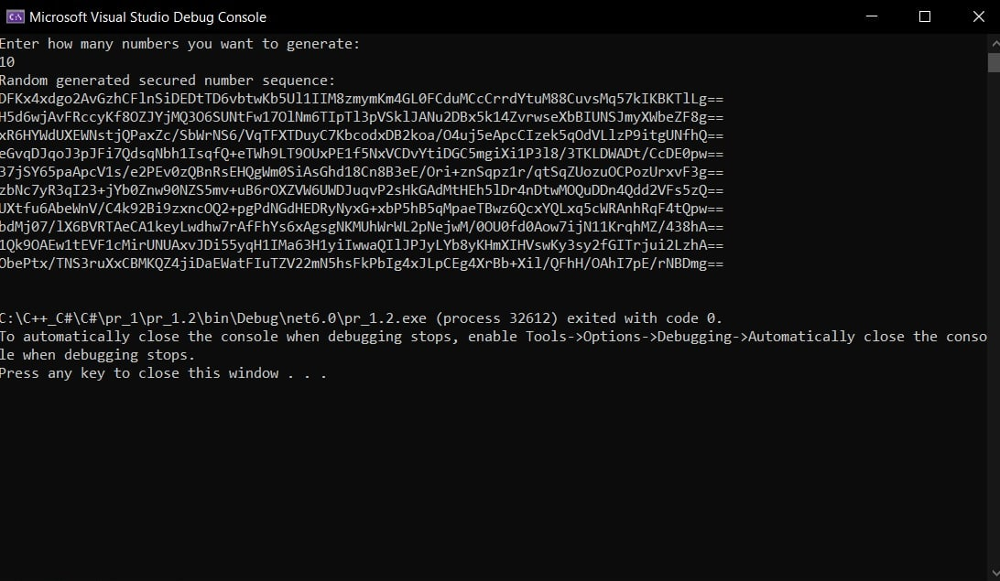 Microsoft Visual Studio Debug Console
Enter how many numbers you want to generate:
10
Random generated secured number sequence:
DFKx4xdgo2AvGzhCFlnSiDEDtTD6vbtwKb5Ul1IIM8zmymKm4GL0FCduMCcCrrdYtuM88CuvsMq57kIKBKTlLg==
H5d6wjAvFRccyKf8OZJYjMQ3O6SUNtFw17OlNm6TIpTl3pVSklJANu2DBx5k14ZvrwseXbBIUNSJmyXWbeZF8g==
xR6HYWdUXEWNstjQPaxZc/SbWrNS6/VqTFXTDuyC7KbcodxDB2koa/O4uj5eApcCIzek5qOdVLlzP9itgUNfhQ==
eGvqDJqoJ3pJFi7QdsqNbh1IsqfQ+eTWh9LT9OUxPE1f5NxVCDvYtiDGC5mgiXi1P3l8/3TKLDWADt/CcDE0pw==
37jSY65paApcV1s/e2PEv0zQBnRsEHQgWm0SiAsGhd18Cn8B3eE/Ori+znSqpz1r/qtSqZUozuOCPozUrxvF3g==
zbNc7yR3qI23+jYb0Znw90NZS5mv+uB6rOXZVW6UWDJuqvP2sHkGAdMtHEh5lDr4nDtwMOQuDDn4Qdd2VFs5zQ==
UXtfu6AbeWnV/C4k92Bi9zxncOQ2+pgPdNGdHEDRyNyxG+xbP5hB5qMpaeTBwz6QcxYQLxq5cWRAnhRqF4tQpw==
bdMj07/lX6BVRTAeCA1keyLwdhw7rAfFhYs6xAgsgNKMUhWrWL2pNejwM/0OU0fd0Aow7ijN11KrqhMZ/438hA==
1Qk9OAEw1tEVF1cMirUNUAxvJDi55yqH1IMa63H1yiIwwaQIlJPJyLYb8yKHmXIHVswKy3sy2fGITrjui2LzhA==
ObePtx/TNS3ruXxCBMKQZ4jiDaEWatFIuTZV22mN5hsFkPbIg4xJLpCEg4XrBb+Xil/QFhH/OAhI7pE/rNBDmg==
C:\C++_C#\C#\pr_1\pr_1.2\bin\Debug\net6.0\pr_1.2.exe (process 32612) exited with code 0.
To automatically close the console when debugging stops, enable Tools->Options->Debugging->Automatically close the conso
le when debugging stops.
Press any key to close this window . . .